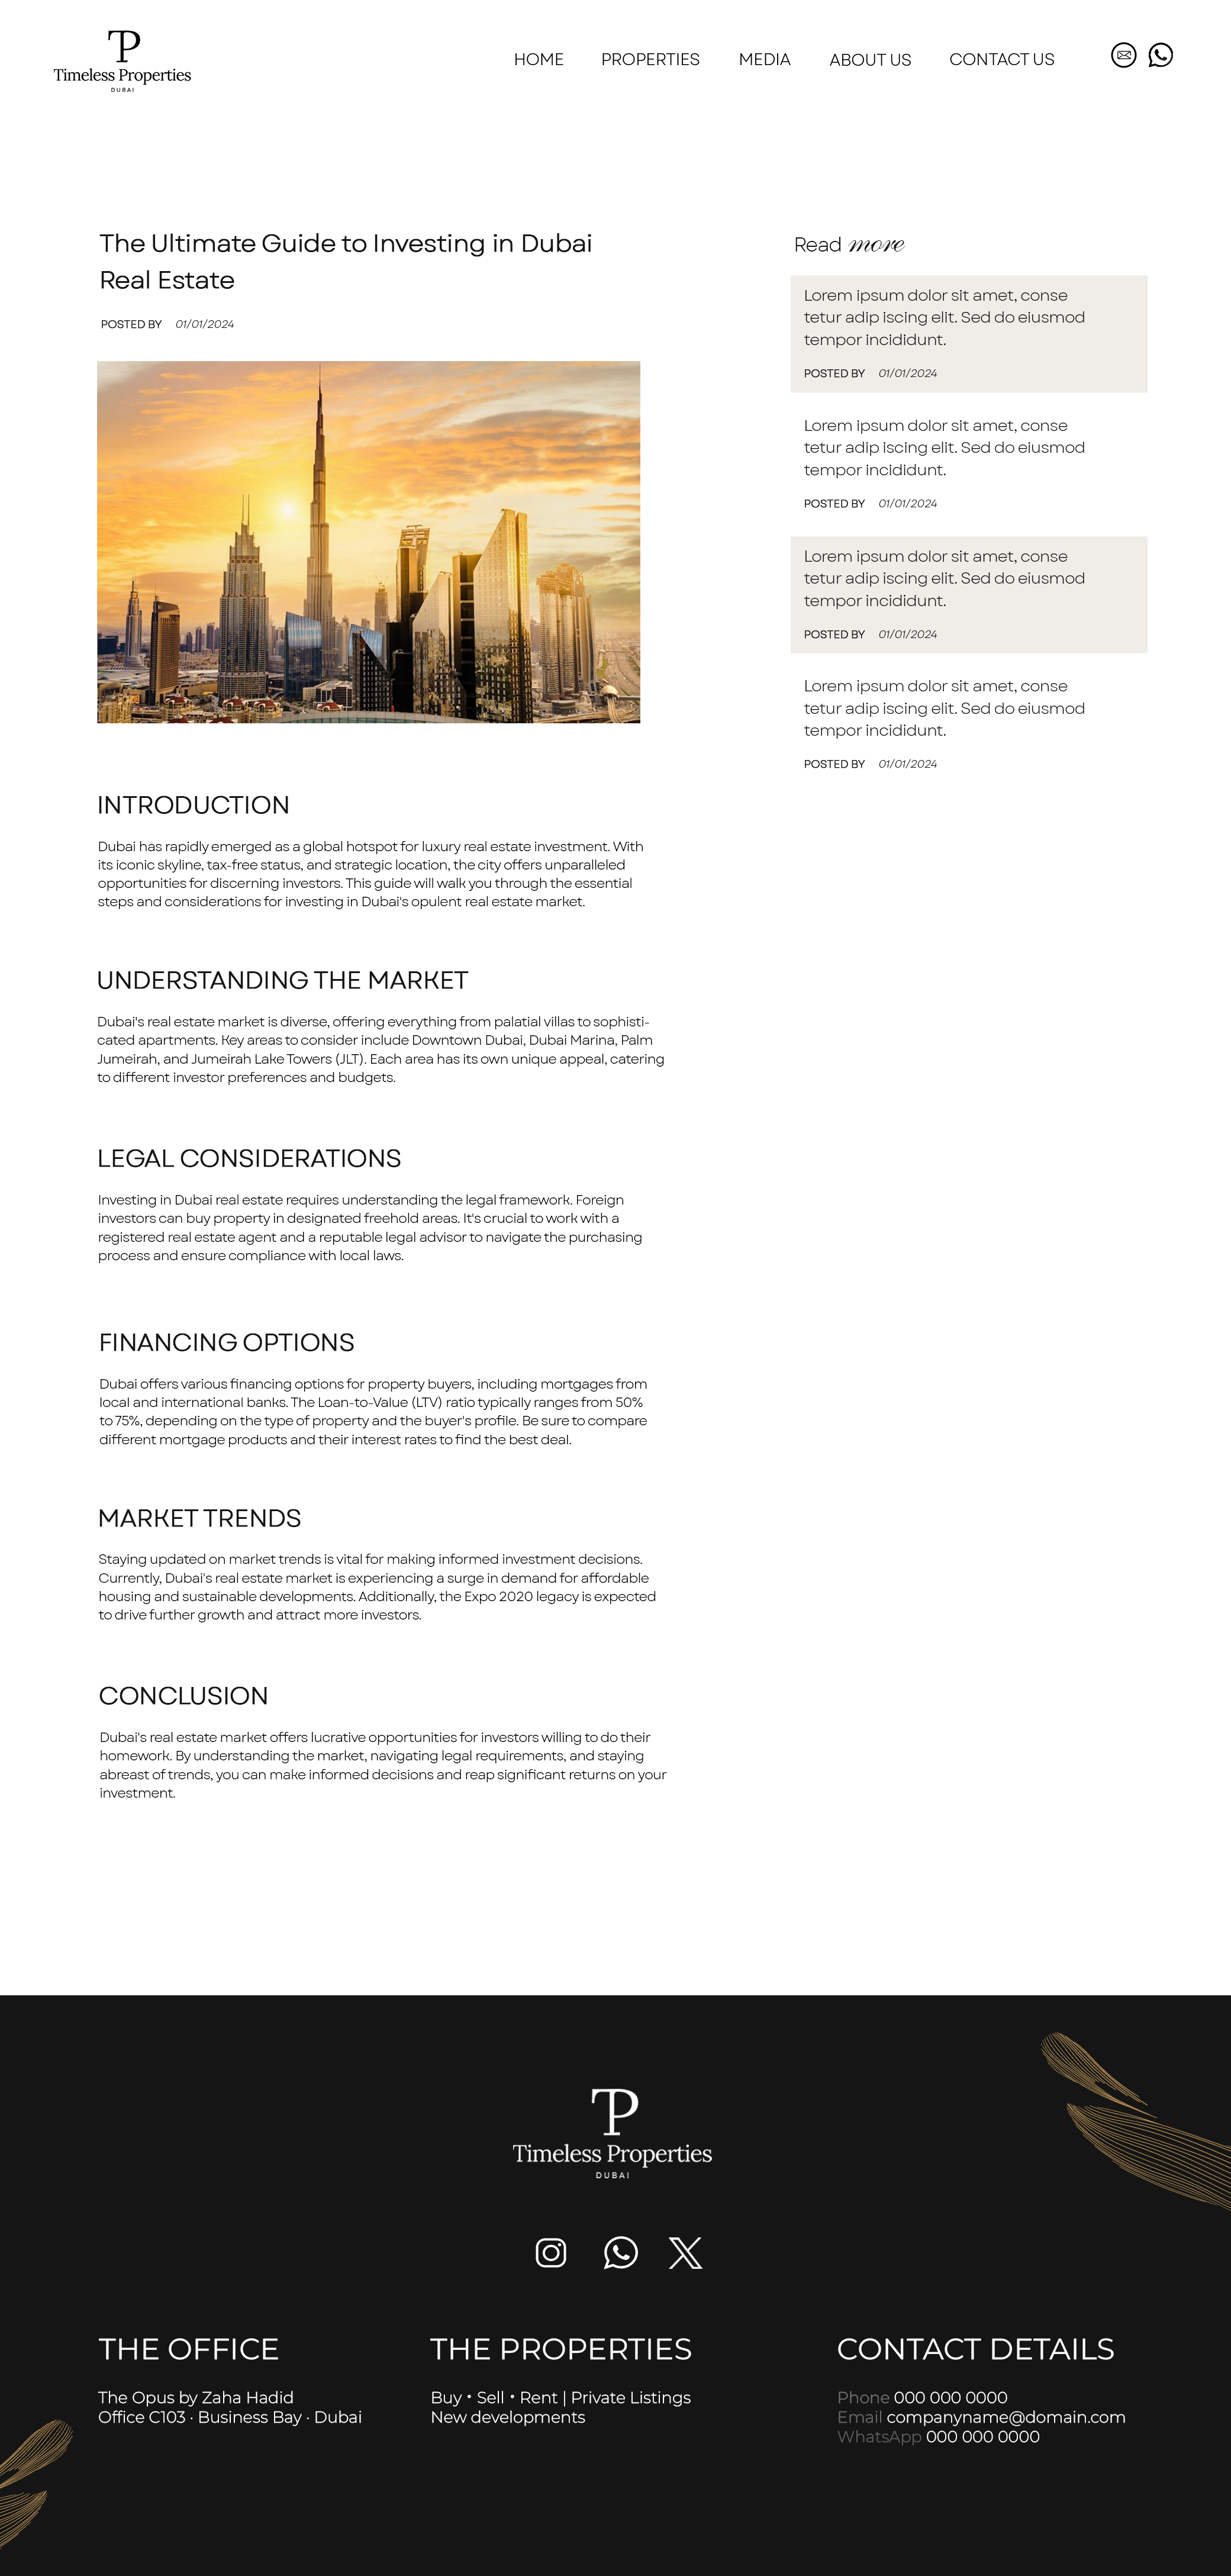 TP
Timeless Properties
DUBAI
HOME PROPERTIES MEDIA ABOUT US CONTACT US
The Ultimate Guide to Investing in Dubai
Real Estate
POSTED BY 01/01/2024
INTRODUCTION
Dubai has rapidly emerged as a global hotspot for luxury real estate investment. With
its iconic skyline, tax-free status, and strategic location, the city offers unparalleled
opportunities for discerning investors. This guide will walk you through the essential
steps and considerations for investing in Dubai's opulent real estate market.
UNDERSTANDING THE MARKET
Dubai's real estate market is diverse, offering everything from palatial villas to sophisti-
cated apartments. Key areas to consider include Downtown Dubai, Dubai Marina, Palm
Jumeirah, and Jumeirah Lake Towers (JLT). Each area has its own unique appeal, catering
to different investor preferences and budgets.
LEGAL CONSIDERATIONS
Investing in Dubai real estate requires understanding the legal framework. Foreign
investors can buy property in designated freehold areas. It's crucial to work with a
registered real estate agent and a reputable legal advisor to navigate the purchasing
process and ensure compliance with local laws.
FINANCING OPTIONS
Dubai offers various financing options for property buyers, including mortgages from
local and international banks. The Loan-to-Value (LTV) ratio typically ranges from 50%
to 75%, depending on the type of property and the buyer's profile. Be sure to compare
different mortgage products and their interest rates to find the best deal.
MARKET TRENDS
Staying updated on market trends is vital for making informed investment decisions.
Currently, Dubai's real estate market is experiencing a surge in demand for affordable
housing and sustainable developments. Additionally, the Expo 2020 legacy is expected
to drive further growth and attract more investors.
CONCLUSION
Dubai's real estate market offers lucrative opportunities for investors willing to do their
homework. By understanding the market, navigating legal requirements, and staying
abreast of trends, you can make informed decisions and reap significant returns on your
investment.
Read more
Lorem ipsum dolor sit amet, conse
tetur adip iscing elit. Sed do eiusmod
tempor incididunt.
POSTED BY 01/01/2024
Lorem ipsum dolor sit amet, conse
tetur adip iscing elit. Sed do eiusmod
tempor incididunt.
POSTED BY 01/01/2024
Lorem ipsum dolor sit amet, conse
tetur adip iscing elit. Sed do eiusmod
tempor incididunt.
POSTED BY 01/01/2024
Lorem ipsum dolor sit amet, conse
tetur adip iscing elit. Sed do eiusmod
tempor incididunt.
POSTED BY 01/01/2024
TP
Timeless Properties
DUBAI
THE OFFICE
The Opus by Zaha Hadid
Office C103 · Business Bay · Dubai
THE PROPERTIES
Buy • Sell • Rent | Private Listings
New developments
CONTACT DETAILS
Phone 000 000 0000
Email companyname@domain.com
WhatsApp 000 000 0000